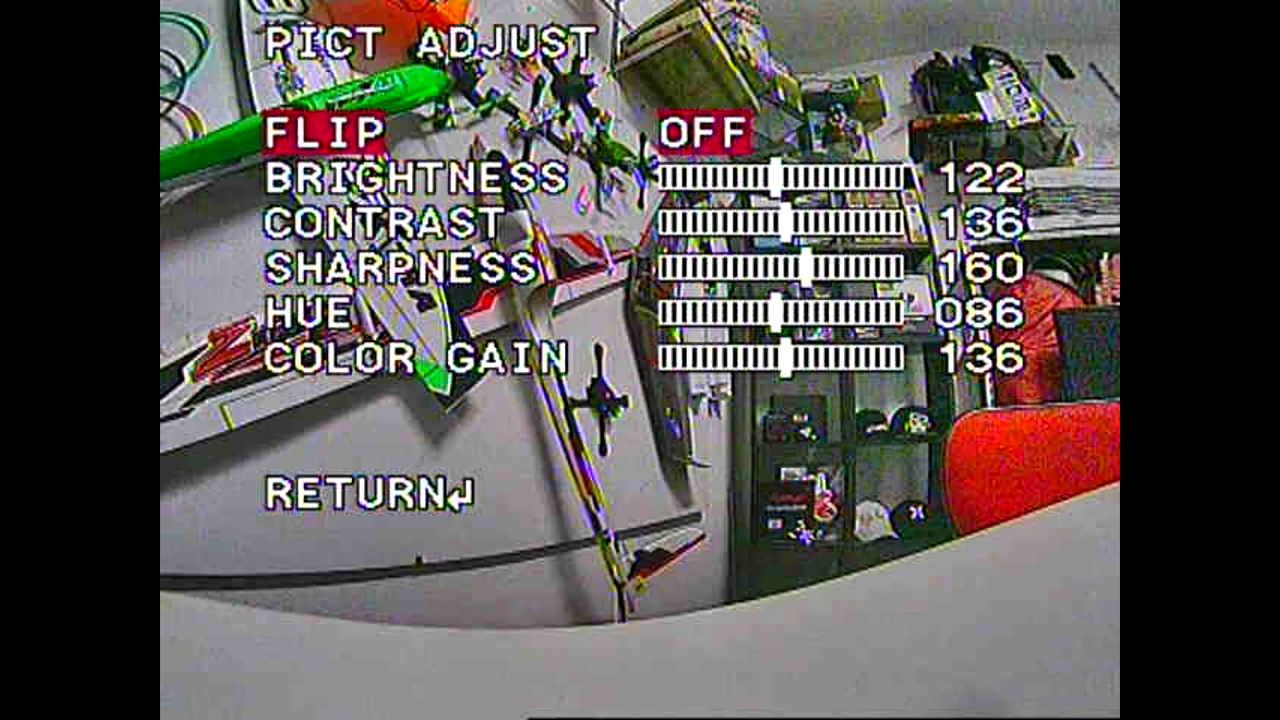 PICT ADJUST
FLIP OFF
BRIGHTNESS 122
CONTRAST 136
SHARPNESS 160
HUE 086
COLOR GAIN 136
RETURN↲